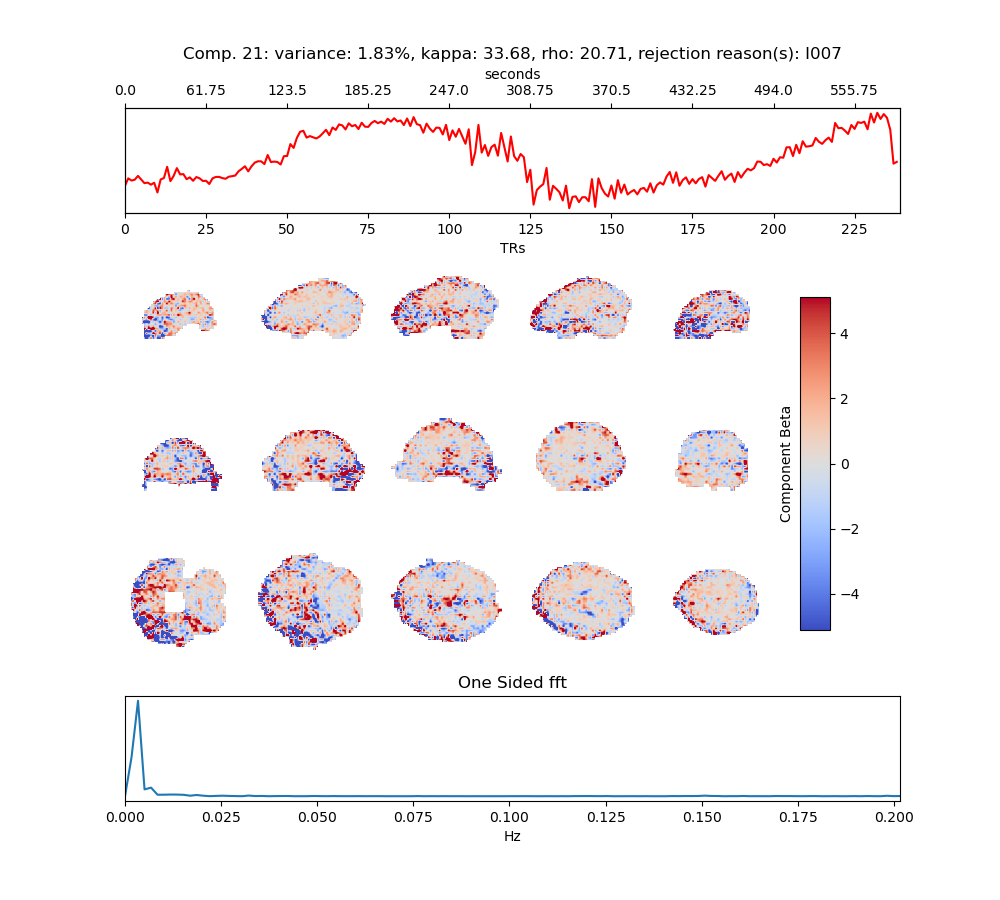 Comp. 21: variance: 1.83%, kappa: 33.68, rho: 20.71, rejection reason(s): I007
seconds
0.0 61.75 123.5 185.25 247.0 308.75 370.5 432.25 494.0 555.75
0 25 50 75 100 125 150 175 200 225
TRs
4
2
0
−2
−4
Component Beta
One Sided fft
0.000 0.025 0.050 0.075 0.100 0.125 0.150 0.175 0.200
Hz